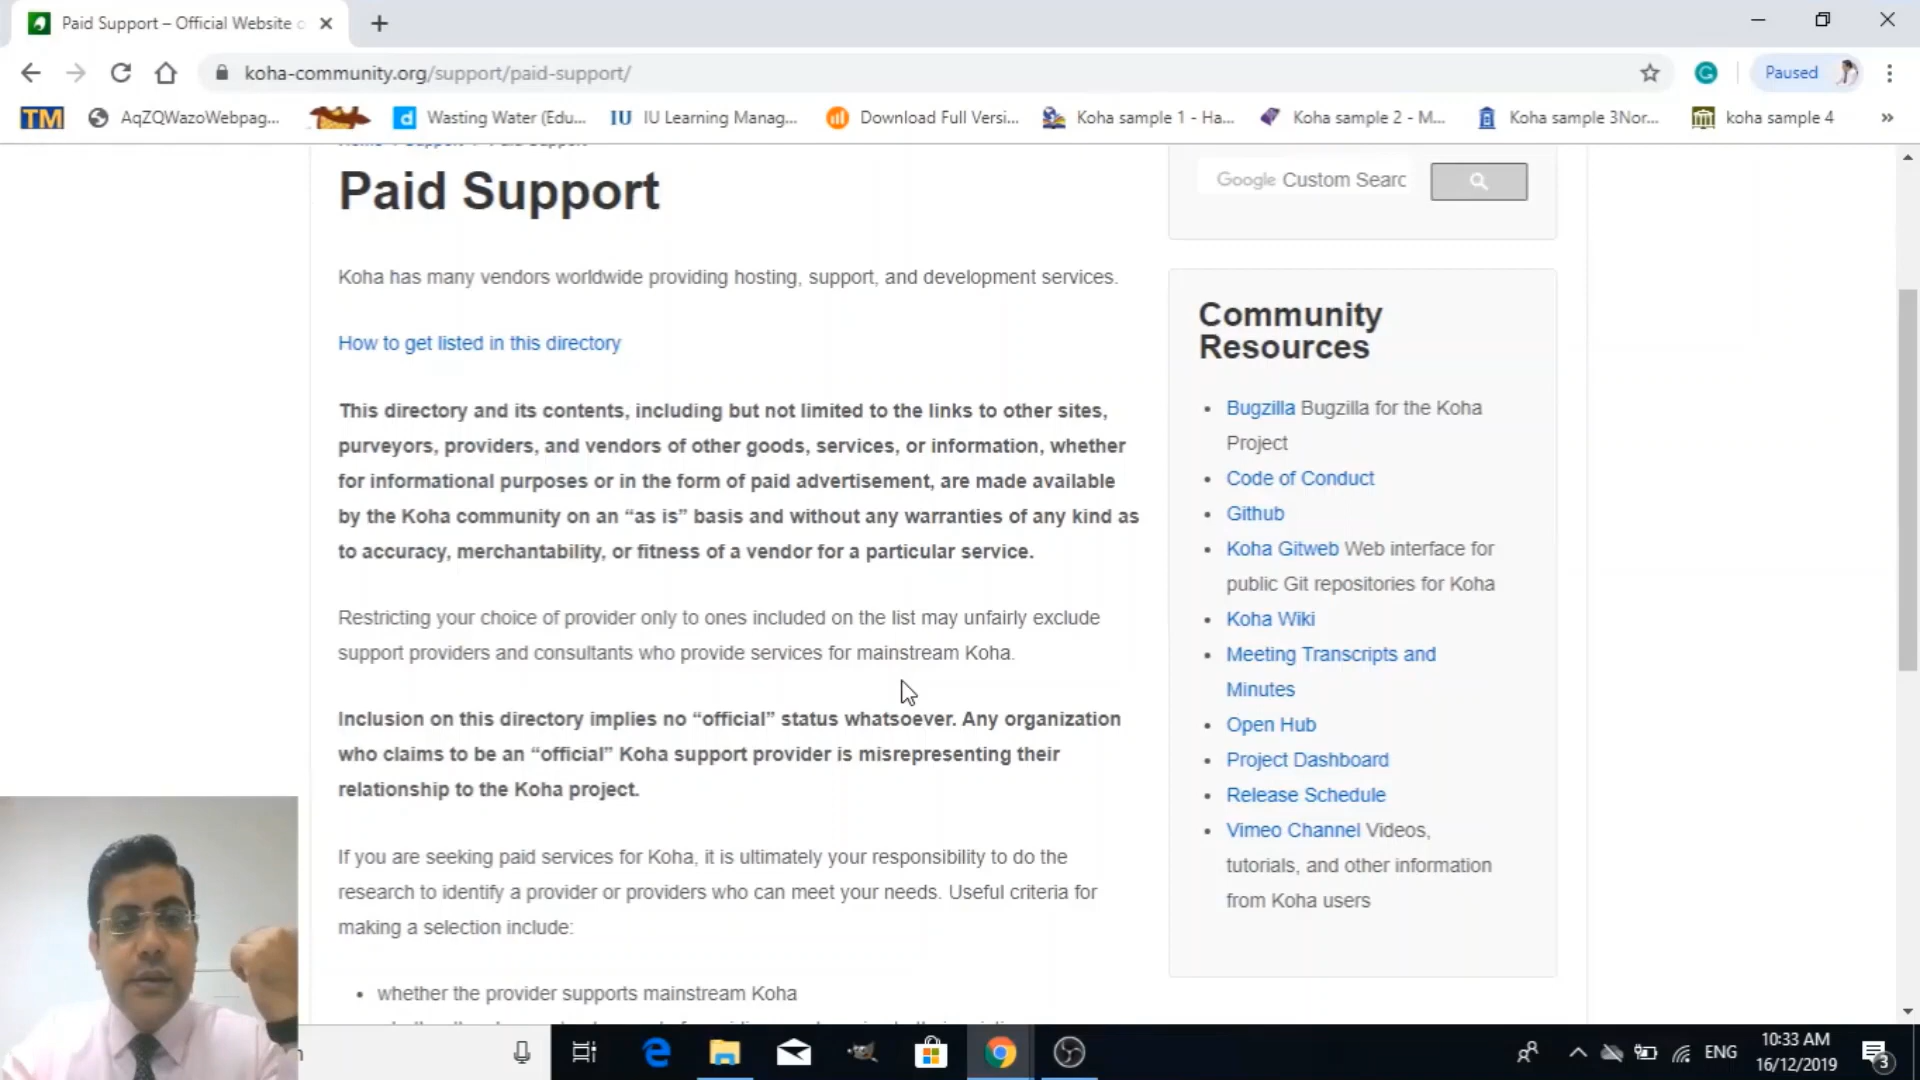 Paid Support – Official Website o
koha-community.org/support/paid-support/
Paused
TM
AqZQWazoWebpag...
d
Wasting Water (Edu...
IU
IU Learning Manag...
Download Full Versi...
Koha sample 1 - Ha...
Koha sample 2 - M...
Koha sample 3Nor...
koha sample 4
»
Paid Support
Google Custom Searc
Koha has many vendors worldwide providing hosting, support, and development services.
How to get listed in this directory
This directory and its contents, including but not limited to the links to other sites,
purveyors, providers, and vendors of other goods, services, or information, whether
for informational purposes or in the form of paid advertisement, are made available
by the Koha community on an “as is” basis and without any warranties of any kind as
to accuracy, merchantability, or fitness of a vendor for a particular service.
Restricting your choice of provider only to ones included on the list may unfairly exclude
support providers and consultants who provide services for mainstream Koha.
Inclusion on this directory implies no “official” status whatsoever. Any organization
who claims to be an “official” Koha support provider is misrepresenting their
relationship to the Koha project.
If you are seeking paid services for Koha, it is ultimately your responsibility to do the
research to identify a provider or providers who can meet your needs. Useful criteria for
making a selection include:
• whether the provider supports mainstream Koha
Community
Resources
• Bugzilla Bugzilla for the Koha
Project
• Code of Conduct
• Github
• Koha Gitweb Web interface for
public Git repositories for Koha
• Koha Wiki
• Meeting Transcripts and
Minutes
• Open Hub
• Project Dashboard
• Release Schedule
• Vimeo Channel Videos,
tutorials, and other information
from Koha users
ENG
10:33 AM
16/12/2019
3